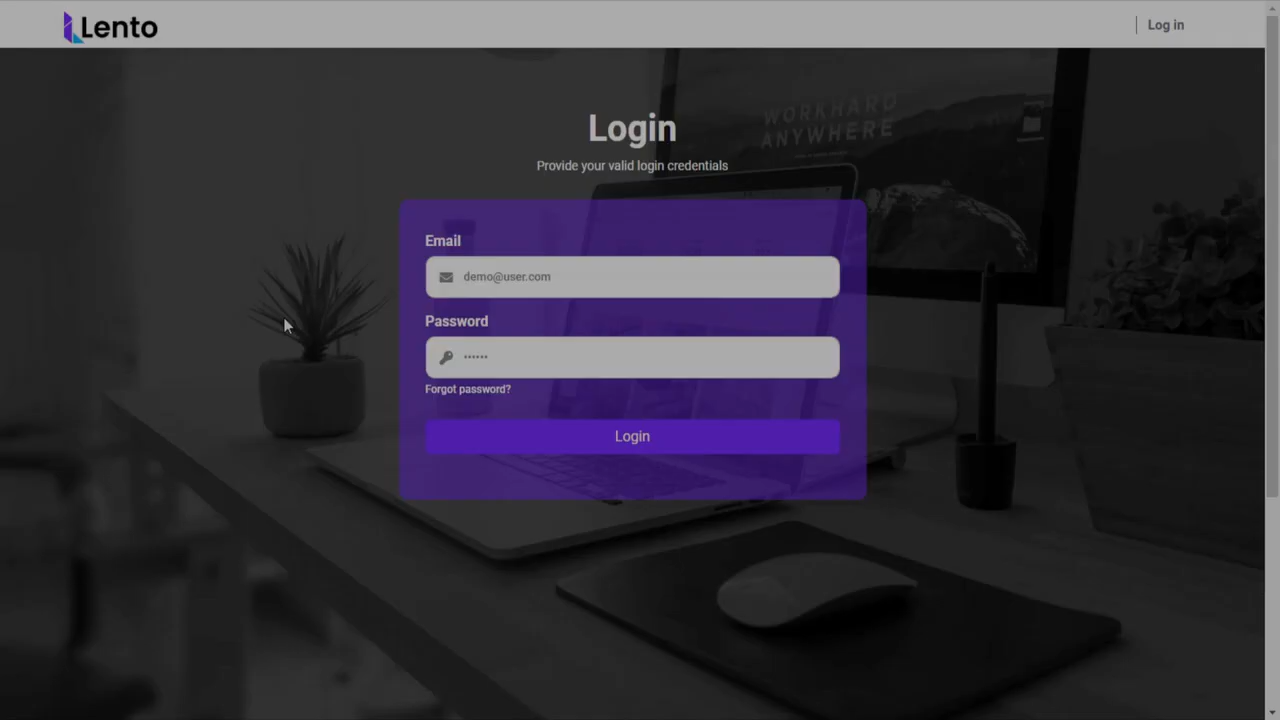 Lento
Log in
WORKHARD
ANYWHERE
Login
Provide your valid login credentials
Email
demo@user.com
Password
••••••
Forgot password?
Login